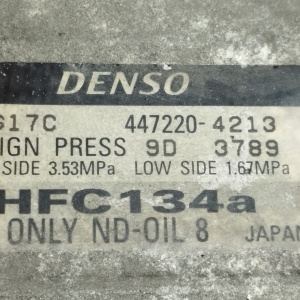 DENSO
S17C 447220-4213
IGN PRESS 9D 3789
SIDE 3.53MPa LOW SIDE 1.67MPa
HFC134a
ONLY ND-OIL 8 JAPAN